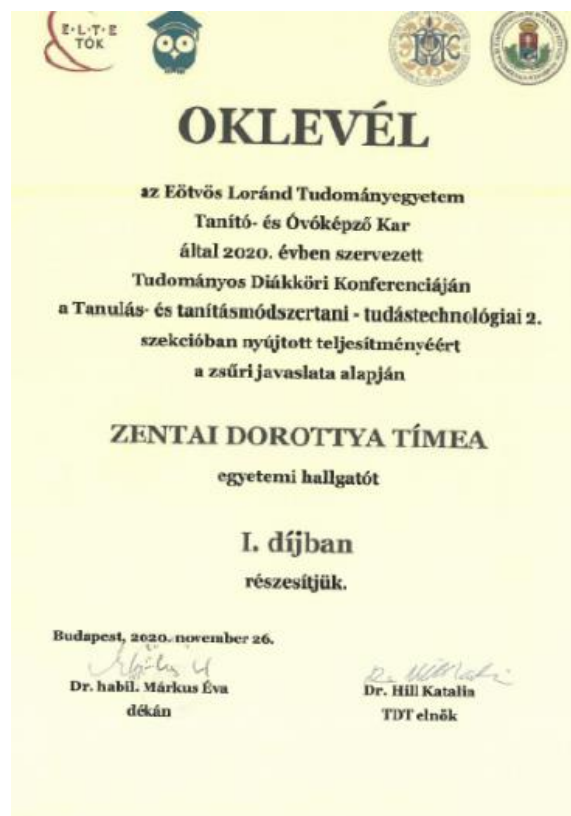 E·L·T·E
TÓK
OKLEVÉL
az Eötvös Loránd Tudományegyetem
Tanító- és Óvóképző Kar
által 2020. évben szervezett
Tudományos Diákköri Konferenciáján
a Tanulás- és tanításmódszertani - tudástechnológiai 2.
szekcióban nyújtott teljesítményéért
a zsűri javaslata alapján
ZENTAI DOROTTYA TÍMEA
egyetemi hallgatót
I. díjban
részesítjük.
Budapest, 2020. november 26.
Dr. habil. Márkus Éva
Dr. Hill Katalin
dékán
TDT elnök